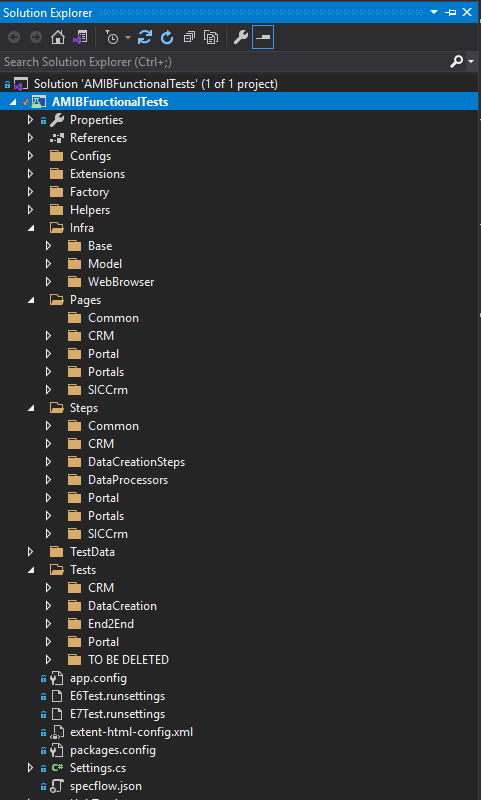 Solution Explorer
Search Solution Explorer (Ctrl+;)
Solution 'AMIBFunctionalTests' (1 of 1 project)
AMIBFunctionalTests
Properties
References
Configs
Extensions
Factory
Helpers
Infra
Base
Model
WebBrowser
Pages
Common
CRM
Portal
Portals
SICCrm
Steps
Common
CRM
DataCreationSteps
DataProcessors
Portal
Portals
SICCrm
TestData
Tests
CRM
DataCreation
End2End
Portal
TO BE DELETED
app.config
E6Test.runsettings
E7Test.runsettings
extent-html-config.xml
packages.config
C# Settings.cs
specflow.json